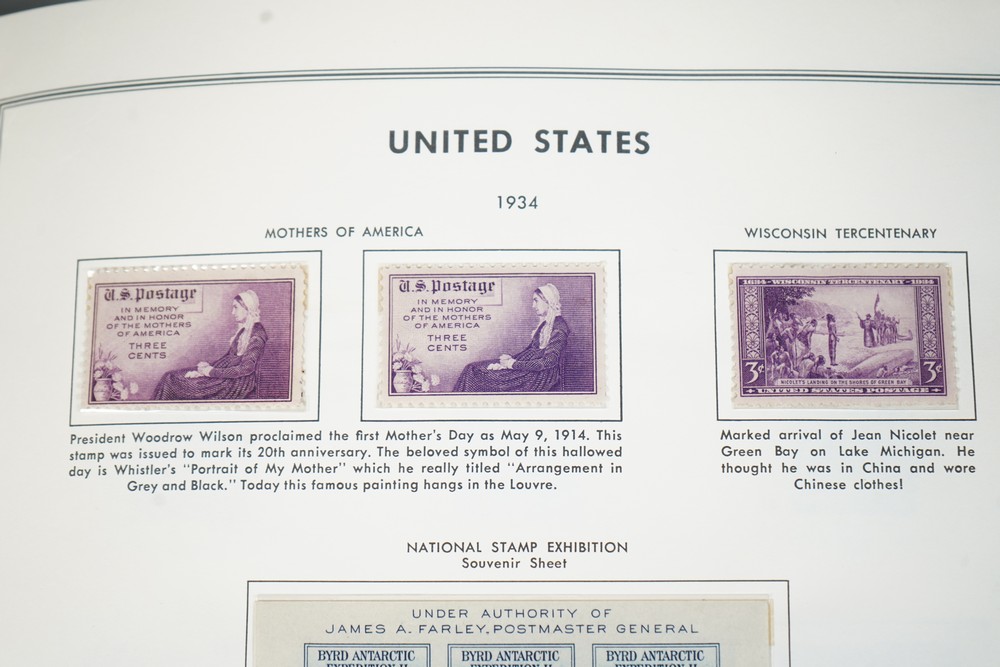 UNITED STATES
1934
MOTHERS OF AMERICA
U.S. Postage
IN MEMORY
AND IN HONOR
OF THE MOTHERS
OF AMERICA
THREE
CENTS
U.S. Postage
IN MEMORY
AND IN HONOR
OF THE MOTHERS
OF AMERICA
THREE
CENTS
President Woodrow Wilson proclaimed the first Mother's Day as May 9, 1914. This
stamp was issued to mark its 20th anniversary. The beloved symbol of this hallowed
day is Whistler's "Portrait of My Mother" which he really titled "Arrangement in
Grey and Black." Today this famous painting hangs in the Louvre.
WISCONSIN TERCENTENARY
1634-WISCONSIN TERCENTENARY-1934
3¢ 3¢
NICOLET'S LANDING ON THE SHORES OF GREEN BAY
UNITED STATES POSTAGE
Marked arrival of Jean Nicolet near
Green Bay on Lake Michigan. He
thought he was in China and wore
Chinese clothes!
NATIONAL STAMP EXHIBITION
Souvenir Sheet
UNDER AUTHORITY OF
JAMES A. FARLEY, POSTMASTER GENERAL
BYRD ANTARCTIC BYRD ANTARCTIC BYRD ANTARCTIC
EXPEDITION II EXPEDITION II EXPEDITION II